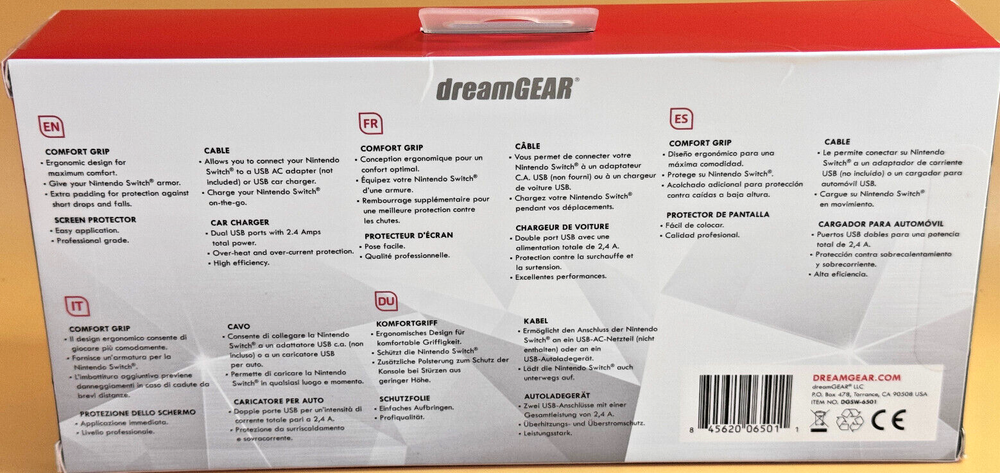 dreamGEAR®
EN
COMFORT GRIP
• Ergonomic design for
maximum comfort.
• Give your Nintendo Switch® armor.
• Extra padding for protection against
short drops and falls.
SCREEN PROTECTOR
• Easy application.
• Professional grade.
CABLE
• Allows you to connect your Nintendo
Switch® to a USB AC adapter (not
included) or USB car charger.
• Charge your Nintendo Switch®
on-the-go.
CAR CHARGER
• Dual USB ports with 2.4 Amps
total power.
• Over-heat and over-current protection.
• High efficiency.
FR
COMFORT GRIP
• Conception ergonomique pour un
confort optimal.
• Équipez votre Nintendo Switch®
d'une armure.
• Rembourrage supplémentaire pour
une meilleure protection contre
les chutes.
PROTECTEUR D'ÉCRAN
• Pose facile.
• Qualité professionnelle.
CÂBLE
• Vous permet de connecter votre
Nintendo Switch® à un adaptateur
C.A. USB (non fourni) ou à un chargeur
de voiture USB.
• Chargez votre Nintendo Switch®
pendant vos déplacements.
CHARGEUR DE VOITURE
• Double port USB avec une
alimentation totale de 2,4 A.
• Protection contre la surchauffe et
la surtension.
• Excellentes performances.
ES
COMFORT GRIP
• Diseño ergonómico para una
máxima comodidad.
• Protege su Nintendo Switch®.
• Acolchado adicional para protección
contra caídas a baja altura.
PROTECTOR DE PANTALLA
• Fácil de colocar.
• Calidad profesional.
CABLE
• Le permite conectar su Nintendo
Switch® a un adaptador de corriente
USB (no incluido) o un cargador para
automóvil USB.
• Cargue su Nintendo Switch®
en movimiento.
CARGADOR PARA AUTOMÓVIL
• Puertos USB dobles para una potencia
total de 2,4 A.
• Protección contra sobrecalentamiento
y sobrecorriente.
• Alta eficiencia.
IT
COMFORT GRIP
• Il design ergonomico consente di
giocare più comodamente.
• Fornisce un'armatura per la
Nintendo Switch®.
• L'imbottitura aggiuntiva previene
danneggiamenti in caso di caduta da
brevi distanze.
PROTEZIONE DELLO SCHERMO
• Applicazione immediata.
• Livello professionale.
CAVO
• Consente di collegare la Nintendo
Switch® a un adattatore USB c.a. (non
incluso) o a un caricatore USB
per auto.
• Permette di caricare la Nintendo
Switch® in qualsiasi luogo e momento.
CARICATORE PER AUTO
• Doppie porte USB per un'intensità di
corrente totale pari a 2,4 A.
• Protezione da surriscaldamento
e sovracorrente.
DU
KOMFORTGRIFF
• Ergonomisches Design für
komfortable Griffigkeit.
• Schützt die Nintendo Switch®
• Zusätzliche Polsterung zum Schutz der
Konsole bei Stürzen aus
geringer Höhe.
SCHUTZFOLIE
• Einfaches Aufbringen.
• Profiqualität.
KABEL
• Ermöglicht den Anschluss der Nintendo
Switch® an ein USB-AC-Netzteil (nicht
enthalten) oder an ein
USB-Autoladegerät.
• Lädt die Nintendo Switch® auch
unterwegs auf.
AUTOLADEGERÄT
• Zwei USB-Anschlüsse mit einer
Gesamtleistung von 2,4 A.
• Überhitzungs- und Überstromschutz.
• Leistungsstark.
8 45620 06501 1
DREAMGEAR.COM
dreamGEAR® LLC
P.O. Box 478, Torrance, CA 90508 USA
ITEM NO. DGSW-6501
CE